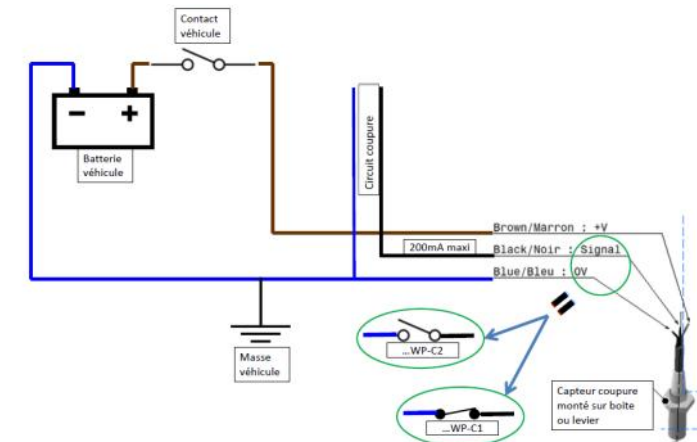 Contact
véhicule
− +
Batterie
véhicule
Circuit coupure
Brown/Marron : +V
200mA maxi
Black/Noir : Signal
Blue/Bleu : 0V
...WP-C2
Masse
véhicule
...WP-C1
Capteur coupure
monté sur boite
ou levier